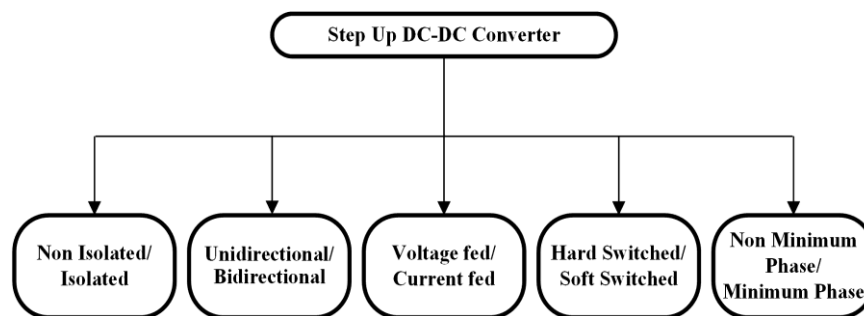 Step Up DC-DC Converter
Non Isolated/
Isolated
Unidirectional/
Bidirectional
Voltage fed/
Current fed
Hard Switched/
Soft Switched
Non Minimum
Phase/
Minimum Phase